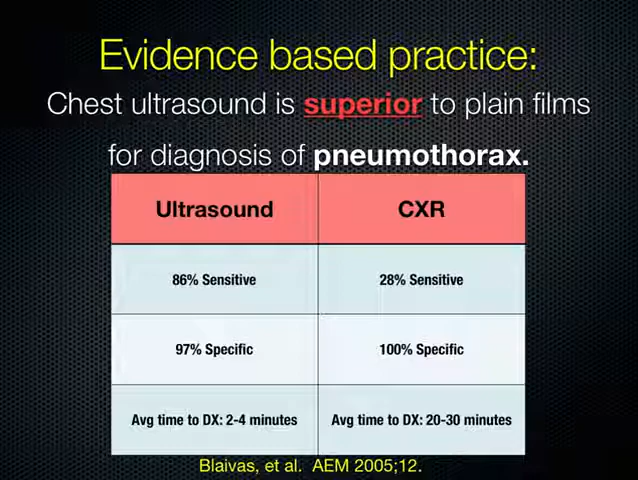 Evidence based practice:
Chest ultrasound is superior to plain films
for diagnosis of pneumothorax.
Ultrasound CXR
86% Sensitive 28% Sensitive
97% Specific 100% Specific
Avg time to DX: 2-4 minutes Avg time to DX: 20-30 minutes
Blaivas, et al. AEM 2005;12.